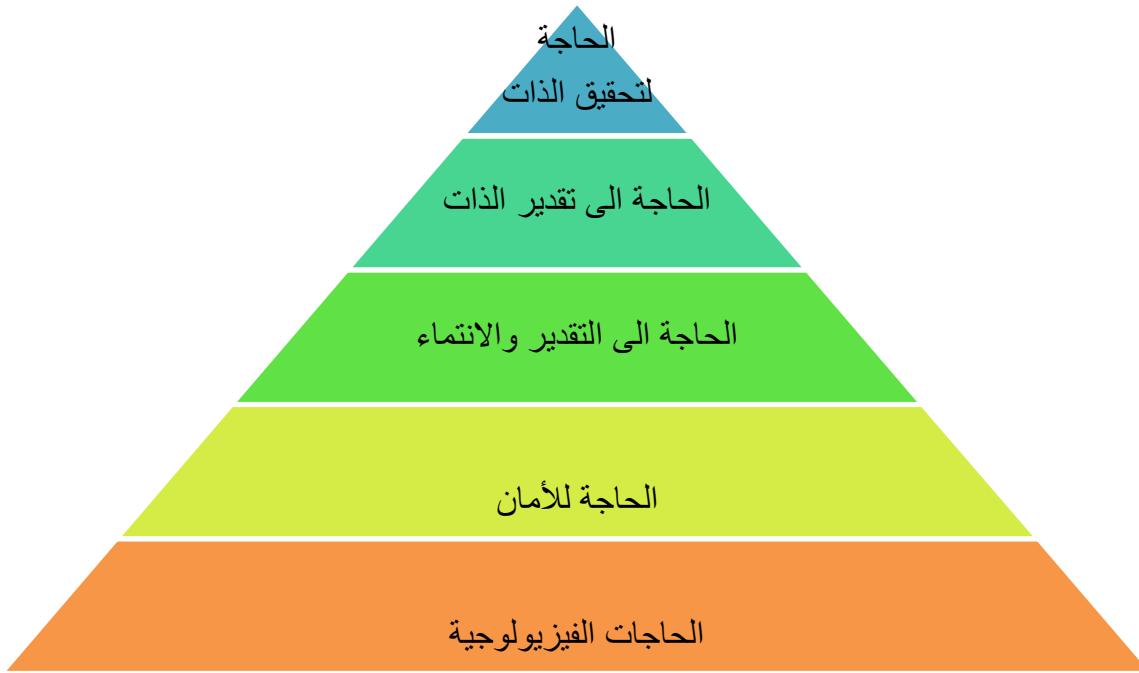 الحاجة
لتحقيق الذات
الحاجة الى تقدير الذات
الحاجة الى التقدير والانتماء
الحاجة للأمان
الحاجات الفيزيولوجية